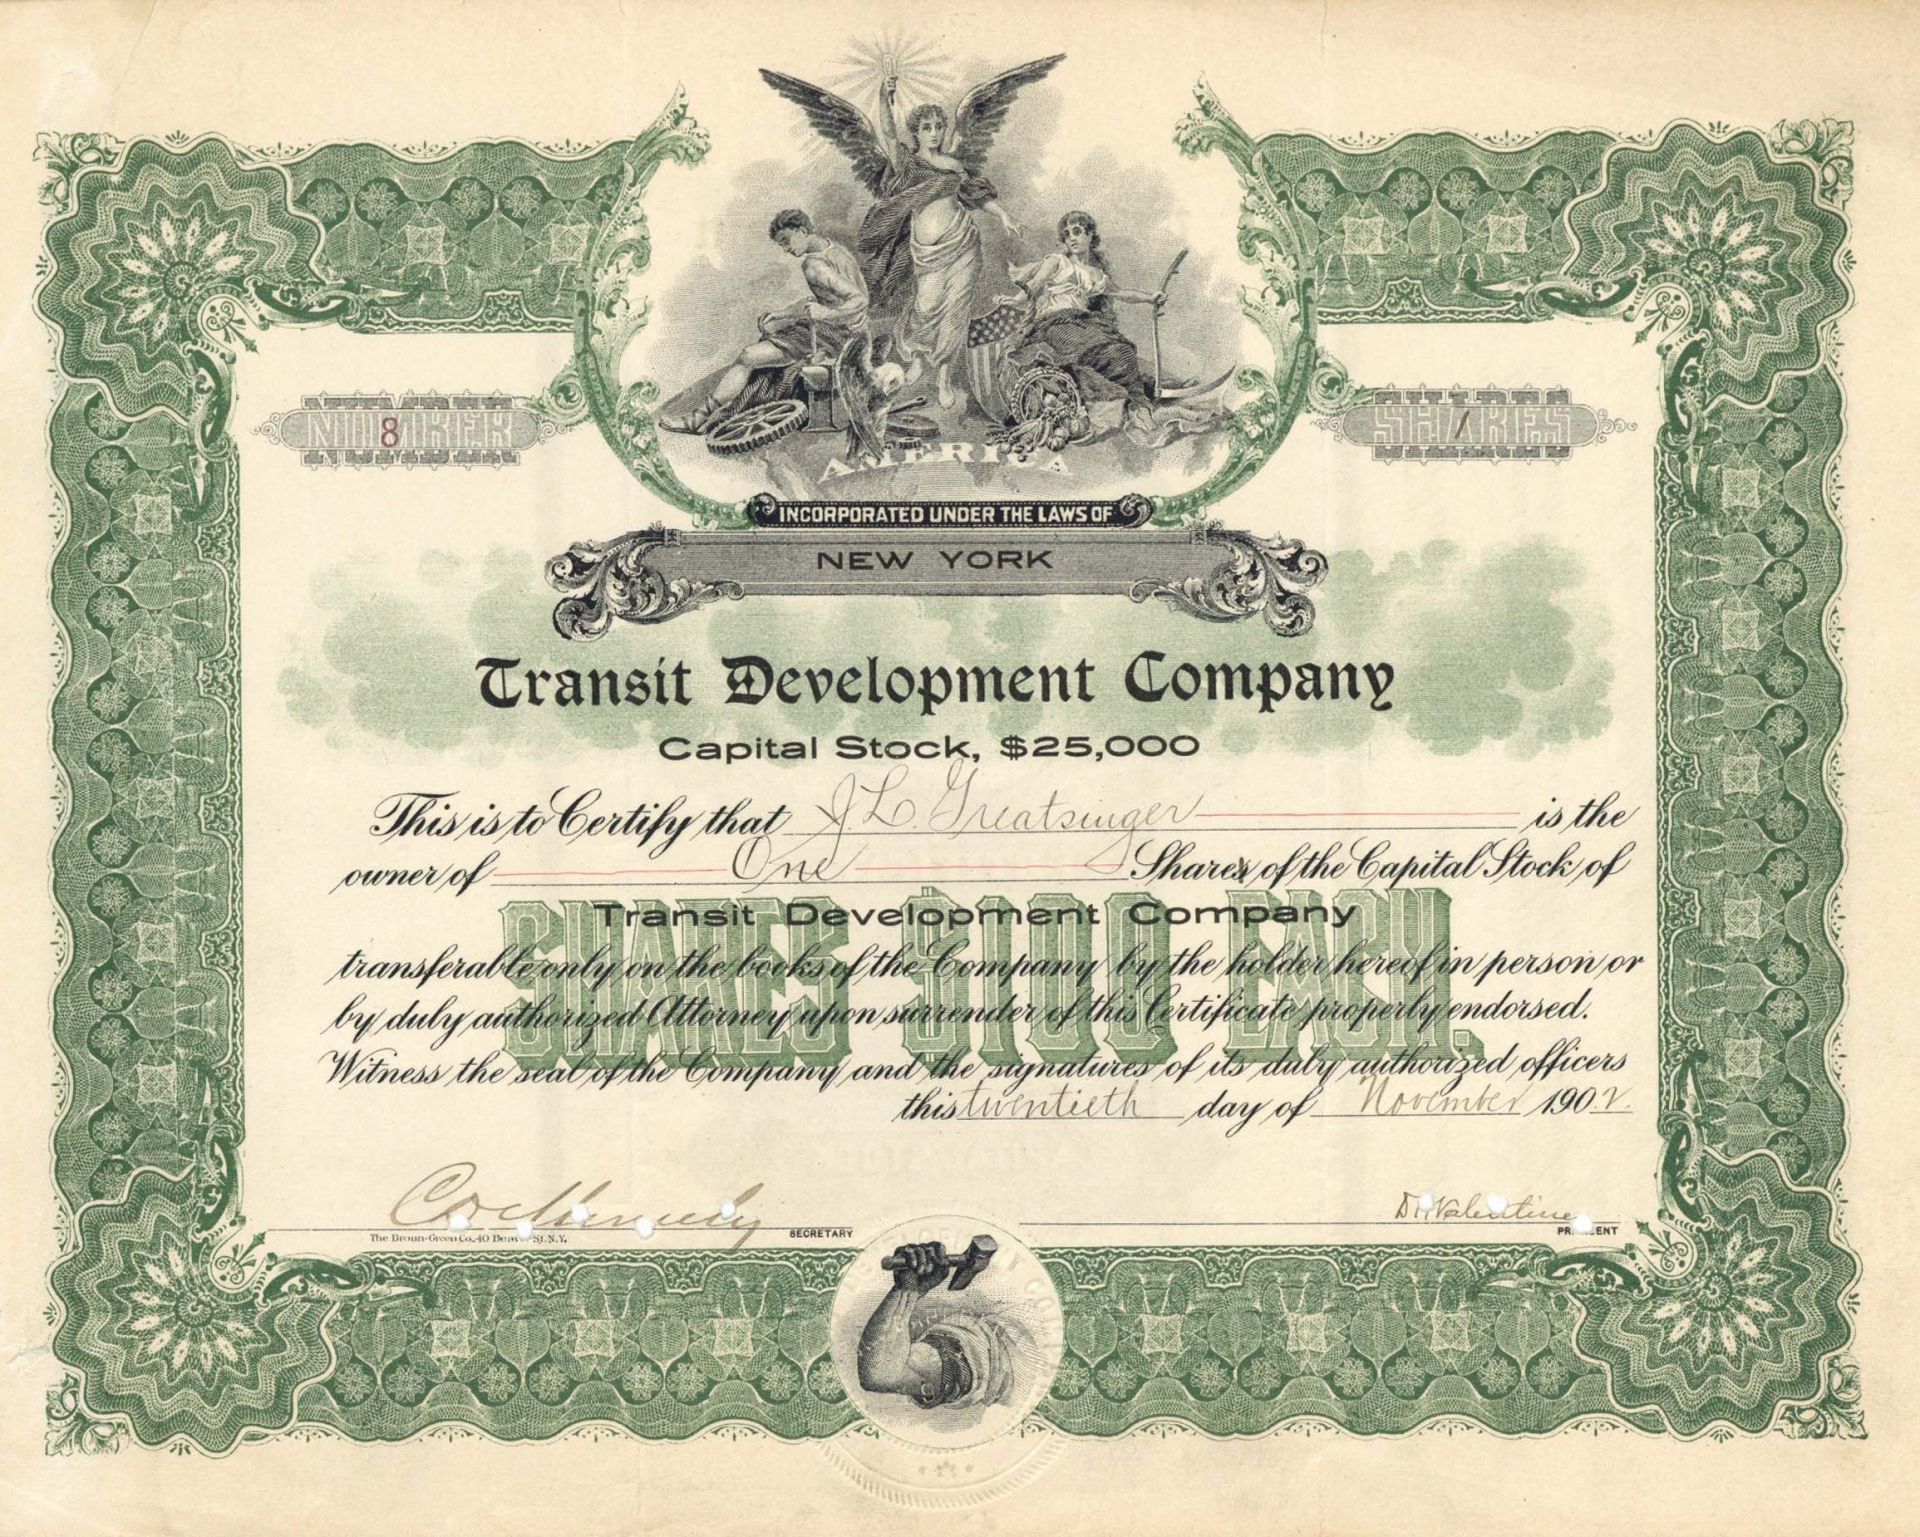 AMERICA
NUMBER 8
SHARES 1
INCORPORATED UNDER THE LAWS OF
NEW YORK
Transit Development Company
Capital Stock, $25,000
This is to Certify that J. L. Greatsinger is the
owner of One Shares of the Capital Stock of
Transit Development Company
SHARES $100 EACH.
transferable only on the books of the Company by the holder hereof in person or
by duly authorized Attorney upon surrender of this Certificate properly endorsed.
Witness the seal of the Company and the signatures of its duly authorized officers
this twentieth day of November 1902.
Valentine
The Broun-Green Co. 40 Beaver St. N.Y.
SECRETARY
PRESIDENT